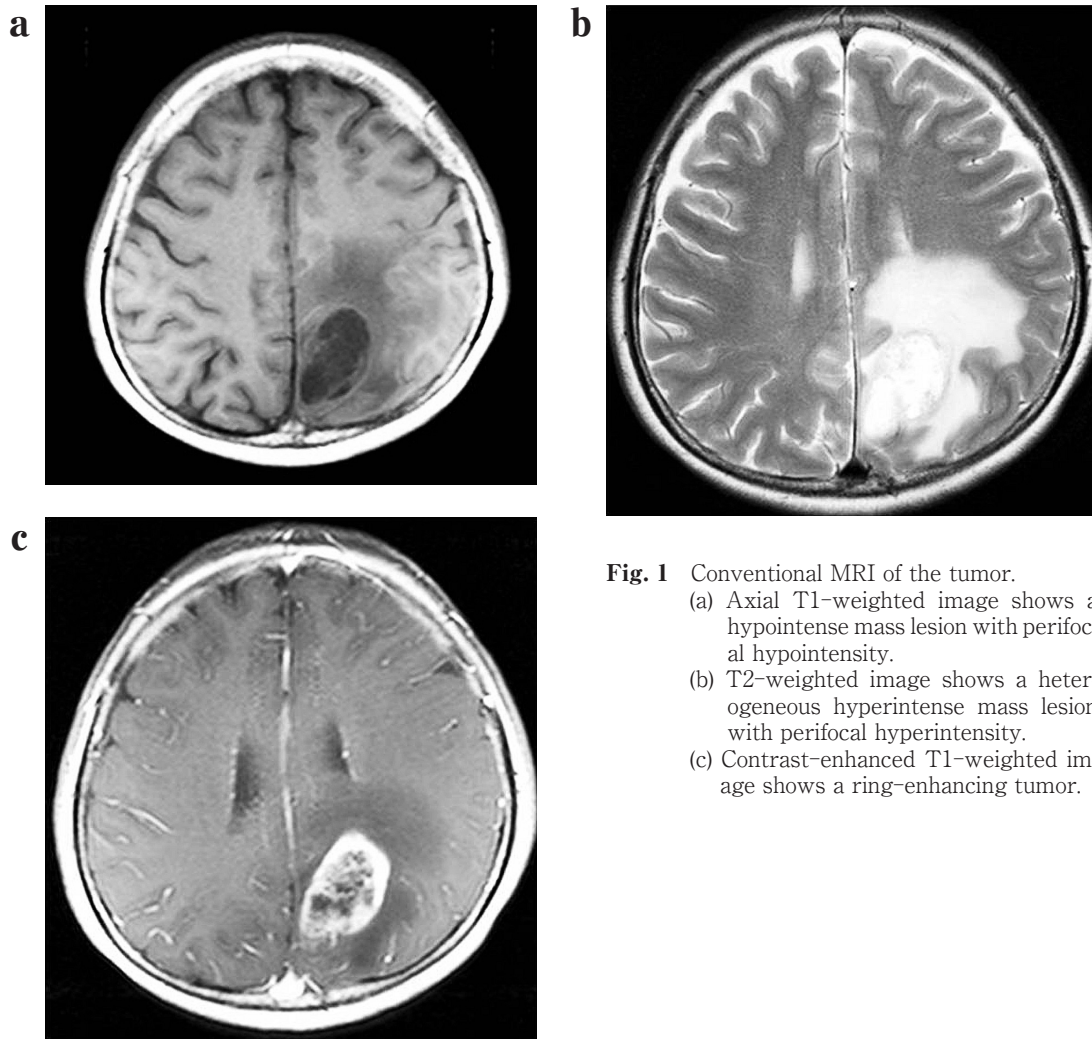 a
b
c
Fig. 1 Conventional MRI of the tumor.
(a) Axial T1-weighted image shows a
hypointense mass lesion with perifoc
al hypointensity.
(b) T2-weighted image shows a heter
ogeneous hyperintense mass lesion
with perifocal hyperintensity.
(c) Contrast-enhanced T1-weighted im
age shows a ring-enhancing tumor.